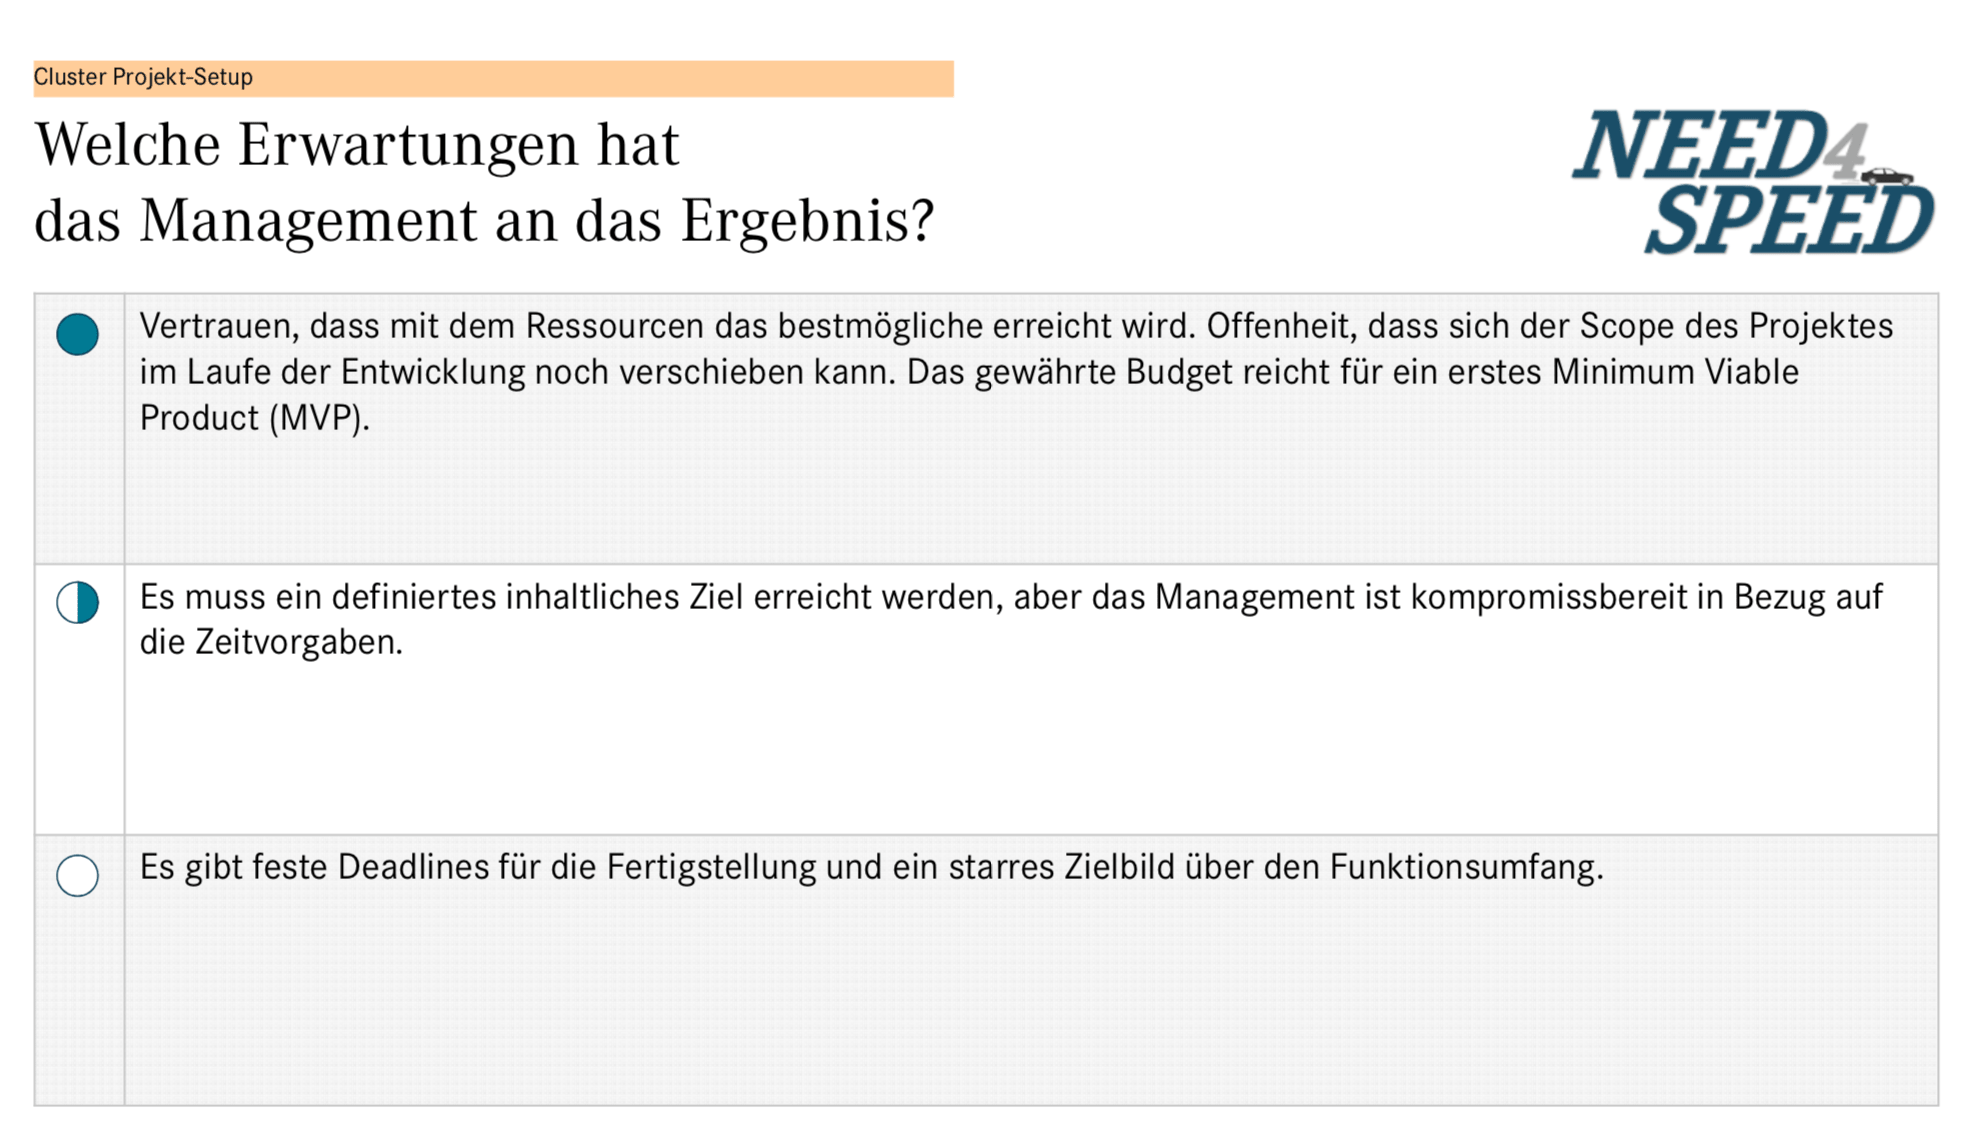 Cluster Projekt-Setup
Welche Erwartungen hat
das Management an das Ergebnis?
NEED4
SPEED
Vertrauen, dass mit dem Ressourcen das bestmögliche erreicht wird. Offenheit, dass sich der Scope des Projektes
im Laufe der Entwicklung noch verschieben kann. Das gewährte Budget reicht für ein erstes Minimum Viable
Product (MVP).
Es muss ein definiertes inhaltliches Ziel erreicht werden, aber das Management ist kompromissbereit in Bezug auf
die Zeitvorgaben.
Es gibt feste Deadlines für die Fertigstellung und ein starres Zielbild über den Funktionsumfang.